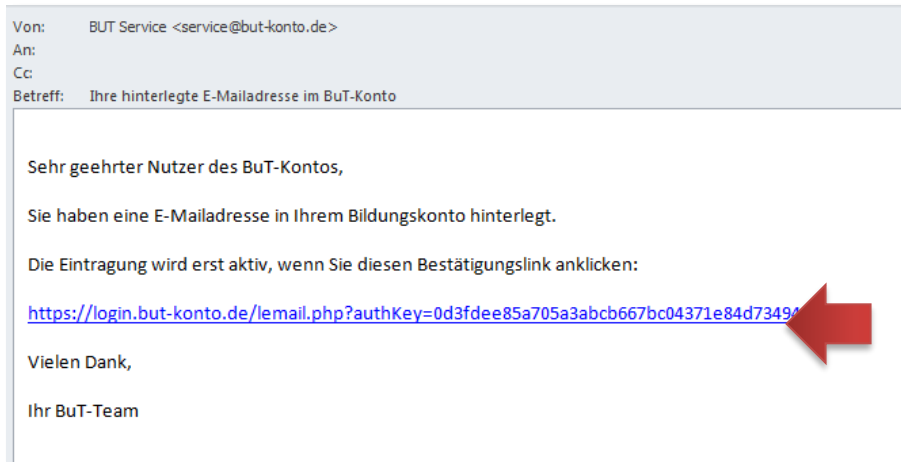 Von: BUT Service <service@but-konto.de>
An:
Cc:
Betreff: Ihre hinterlegte E-Mailadresse im BuT-Konto
Sehr geehrter Nutzer des BuT-Kontos,
Sie haben eine E-Mailadresse in Ihrem Bildungskonto hinterlegt.
Die Eintragung wird erst aktiv, wenn Sie diesen Bestätigungslink anklicken:
https://login.but-konto.de/lemail.php?authKey=0d3fdee85a705a3abcb667bc04371e84d73494
Vielen Dank,
Ihr BuT-Team